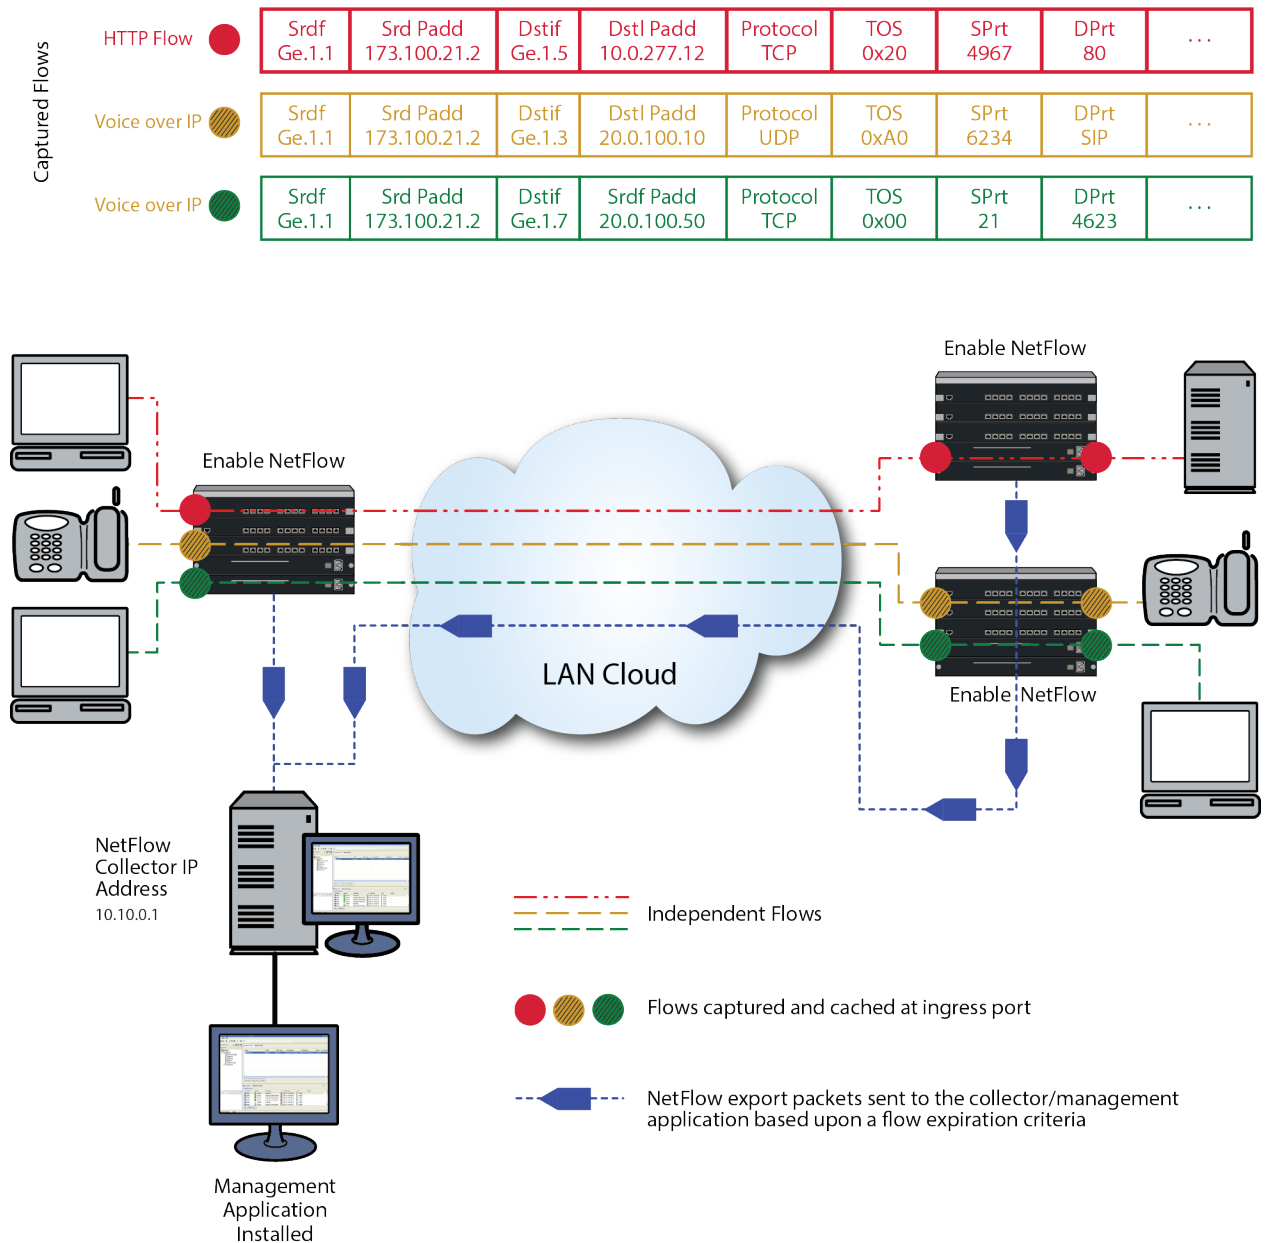 Captured Flows
HTTP Flow
Srdf Srd Padd Dstif Dstl Padd Protocol TOS SPrt DPrt . . .
Ge.1.1 173.100.21.2 Ge.1.5 10.0.277.12 TCP 0x20 4967 80
Voice over IP
Srdf Srd Padd Dstif Dstl Padd Protocol TOS SPrt DPrt . . .
Ge.1.1 173.100.21.2 Ge.1.3 20.0.100.10 UDP 0xA0 6234 SIP
Voice over IP
Srdf Srd Padd Dstif Srdf Padd Protocol TOS SPrt DPrt . . .
Ge.1.1 173.100.21.2 Ge.1.7 20.0.100.50 TCP 0x00 21 4623
Enable NetFlow
Enable NetFlow
LAN Cloud
Enable NetFlow
NetFlow
Collector IP
Address
10.10.0.1
Independent Flows
Flows captured and cached at ingress port
NetFlow export packets sent to the collector/management
application based upon a flow expiration criteria
Management
Application
Installed